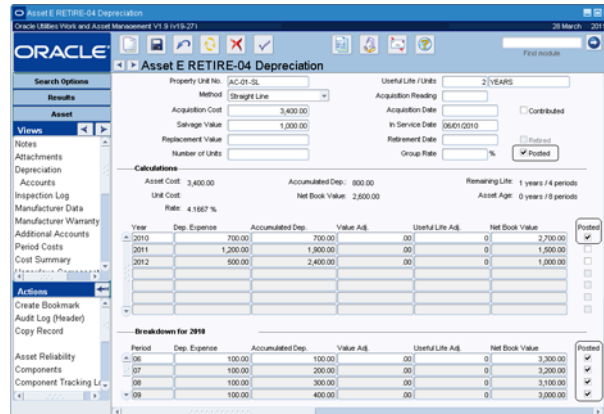 Asset E RETIRE-04 Depreciation
Oracle Utilities Work and Asset Management V1.9 (v19-27) 28 March 201
ORACLE
Find module
Asset E RETIRE-04 Depreciation
Search Options
Results
Asset
Views
Notes
Attachments
Depreciation
Accounts
Inspection Log
Manufacturer Data
Manufacturer Warranty
Additional Accounts
Period Costs
Cost Summary
Actions
Create Bookmark
Audit Log (Header)
Copy Record
Asset Reliability
Components
Component Tracking Lo
Property Unit No. AC-01-SL Useful Life / Units 2 YEARS
Method Straight Line Acquisition Reading
Acquisition Cost 3,400.00 Acquisition Date Contributed
Salvage Value 1,000.00 In Service Date 06/01/2010
Replacement Value Retirement Date Retired
Number of Units Group Rate % Posted
Calculations
Asset Cost: 3,400.00 Accumulated Dep.: 800.00 Remaining Life: 1 years / 4 periods
Unit Cost: Net Book Value: 2,600.00 Asset Age: 0 years / 8 periods
Rate: 4.1667 %
Year Dep. Expense Accumulated Dep. Value Adj. Useful Life Adj. Net Book Value Posted
2010 700.00 700.00 .00 0 2,700.00
2011 1,200.00 1,900.00 .00 0 1,500.00
2012 500.00 2,400.00 .00 0 1,000.00
Breakdown for 2010
Period Dep. Expense Accumulated Dep. Value Adj. Useful Life Adj. Net Book Value Posted
06 100.00 100.00 .00 0 3,300.00
07 100.00 200.00 .00 0 3,200.00
08 100.00 300.00 .00 0 3,100.00
09 100.00 400.00 .00 0 3,000.00